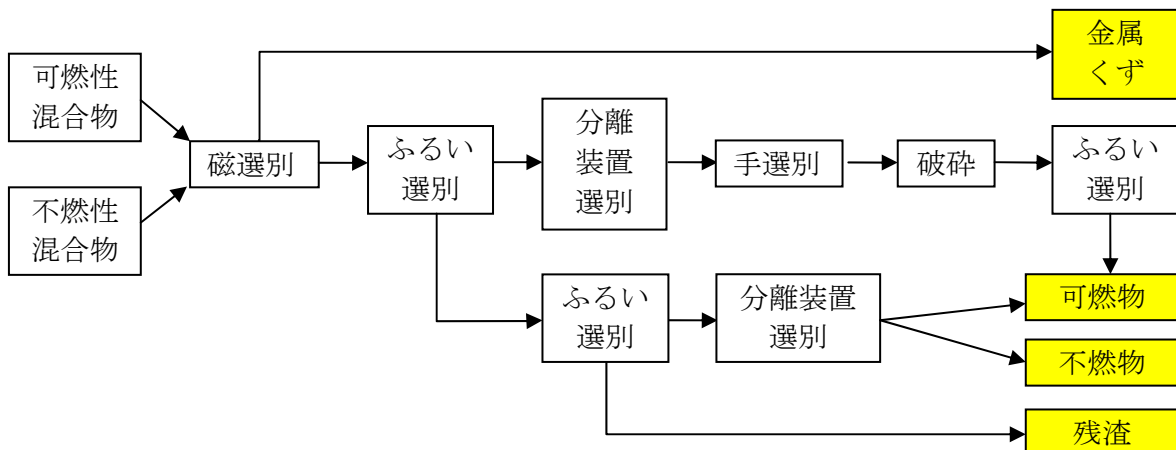 可燃性
混合物
不燃性
混合物
磁選別
ふるい
選別
分離
装置
選別
手選別
破砕
ふるい
選別
金属
くず
ふるい
選別
分離装置
選別
可燃物
不燃物
残渣